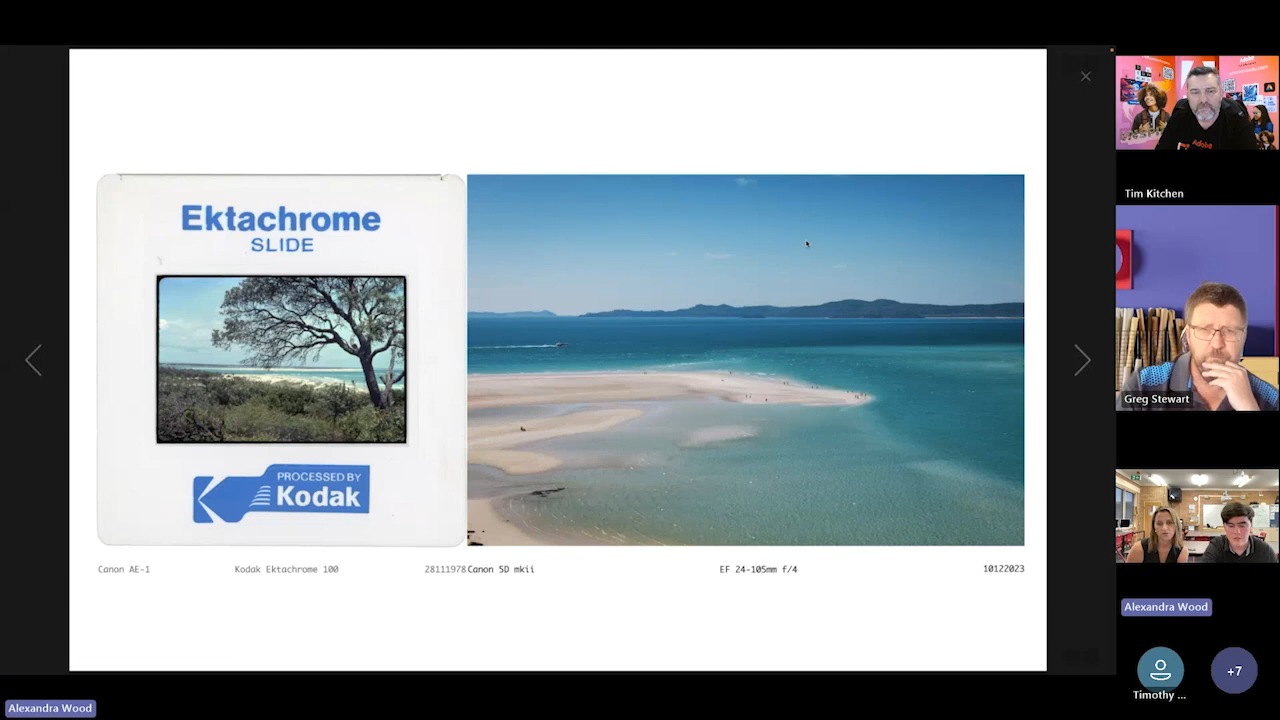 Ektachrome
SLIDE
PROCESSED BY
Kodak
Canon AE-1
Kodak Ektachrome 100
28111978
Canon 5D mkii
EF 24-105mm f/4
10122023
Adobe
Tim Kitchen
Greg Stewart
Alexandra Wood
Timothy ...
+7
Alexandra Wood